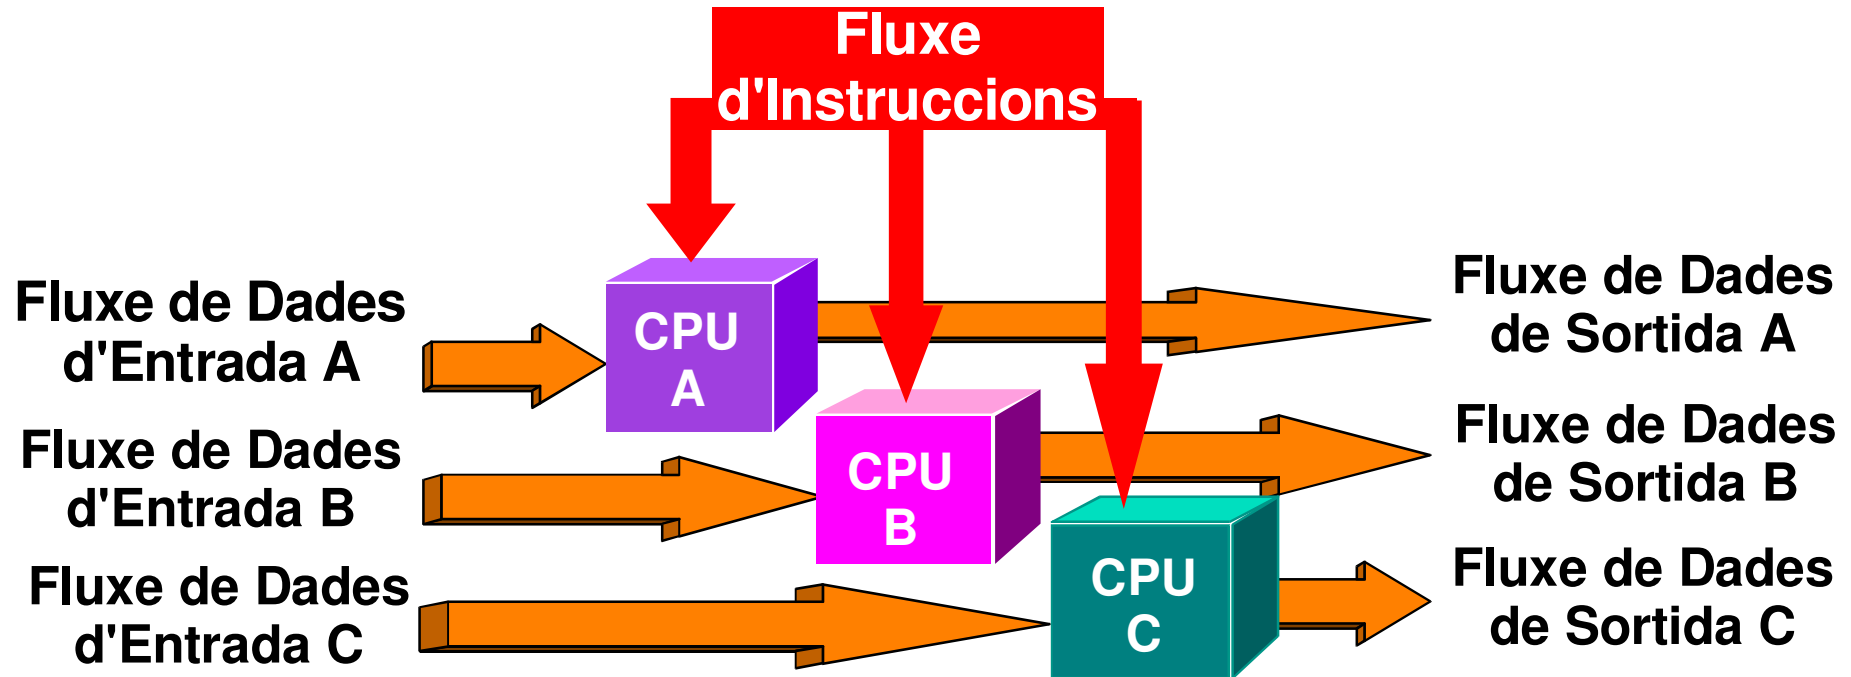 Fluxe
d'Instruccions
Fluxe de Dades
d'Entrada A
CPU
A
Fluxe de Dades
de Sortida A
Fluxe de Dades
d'Entrada B
CPU
B
Fluxe de Dades
de Sortida B
Fluxe de Dades
d'Entrada C
CPU
C
Fluxe de Dades
de Sortida C